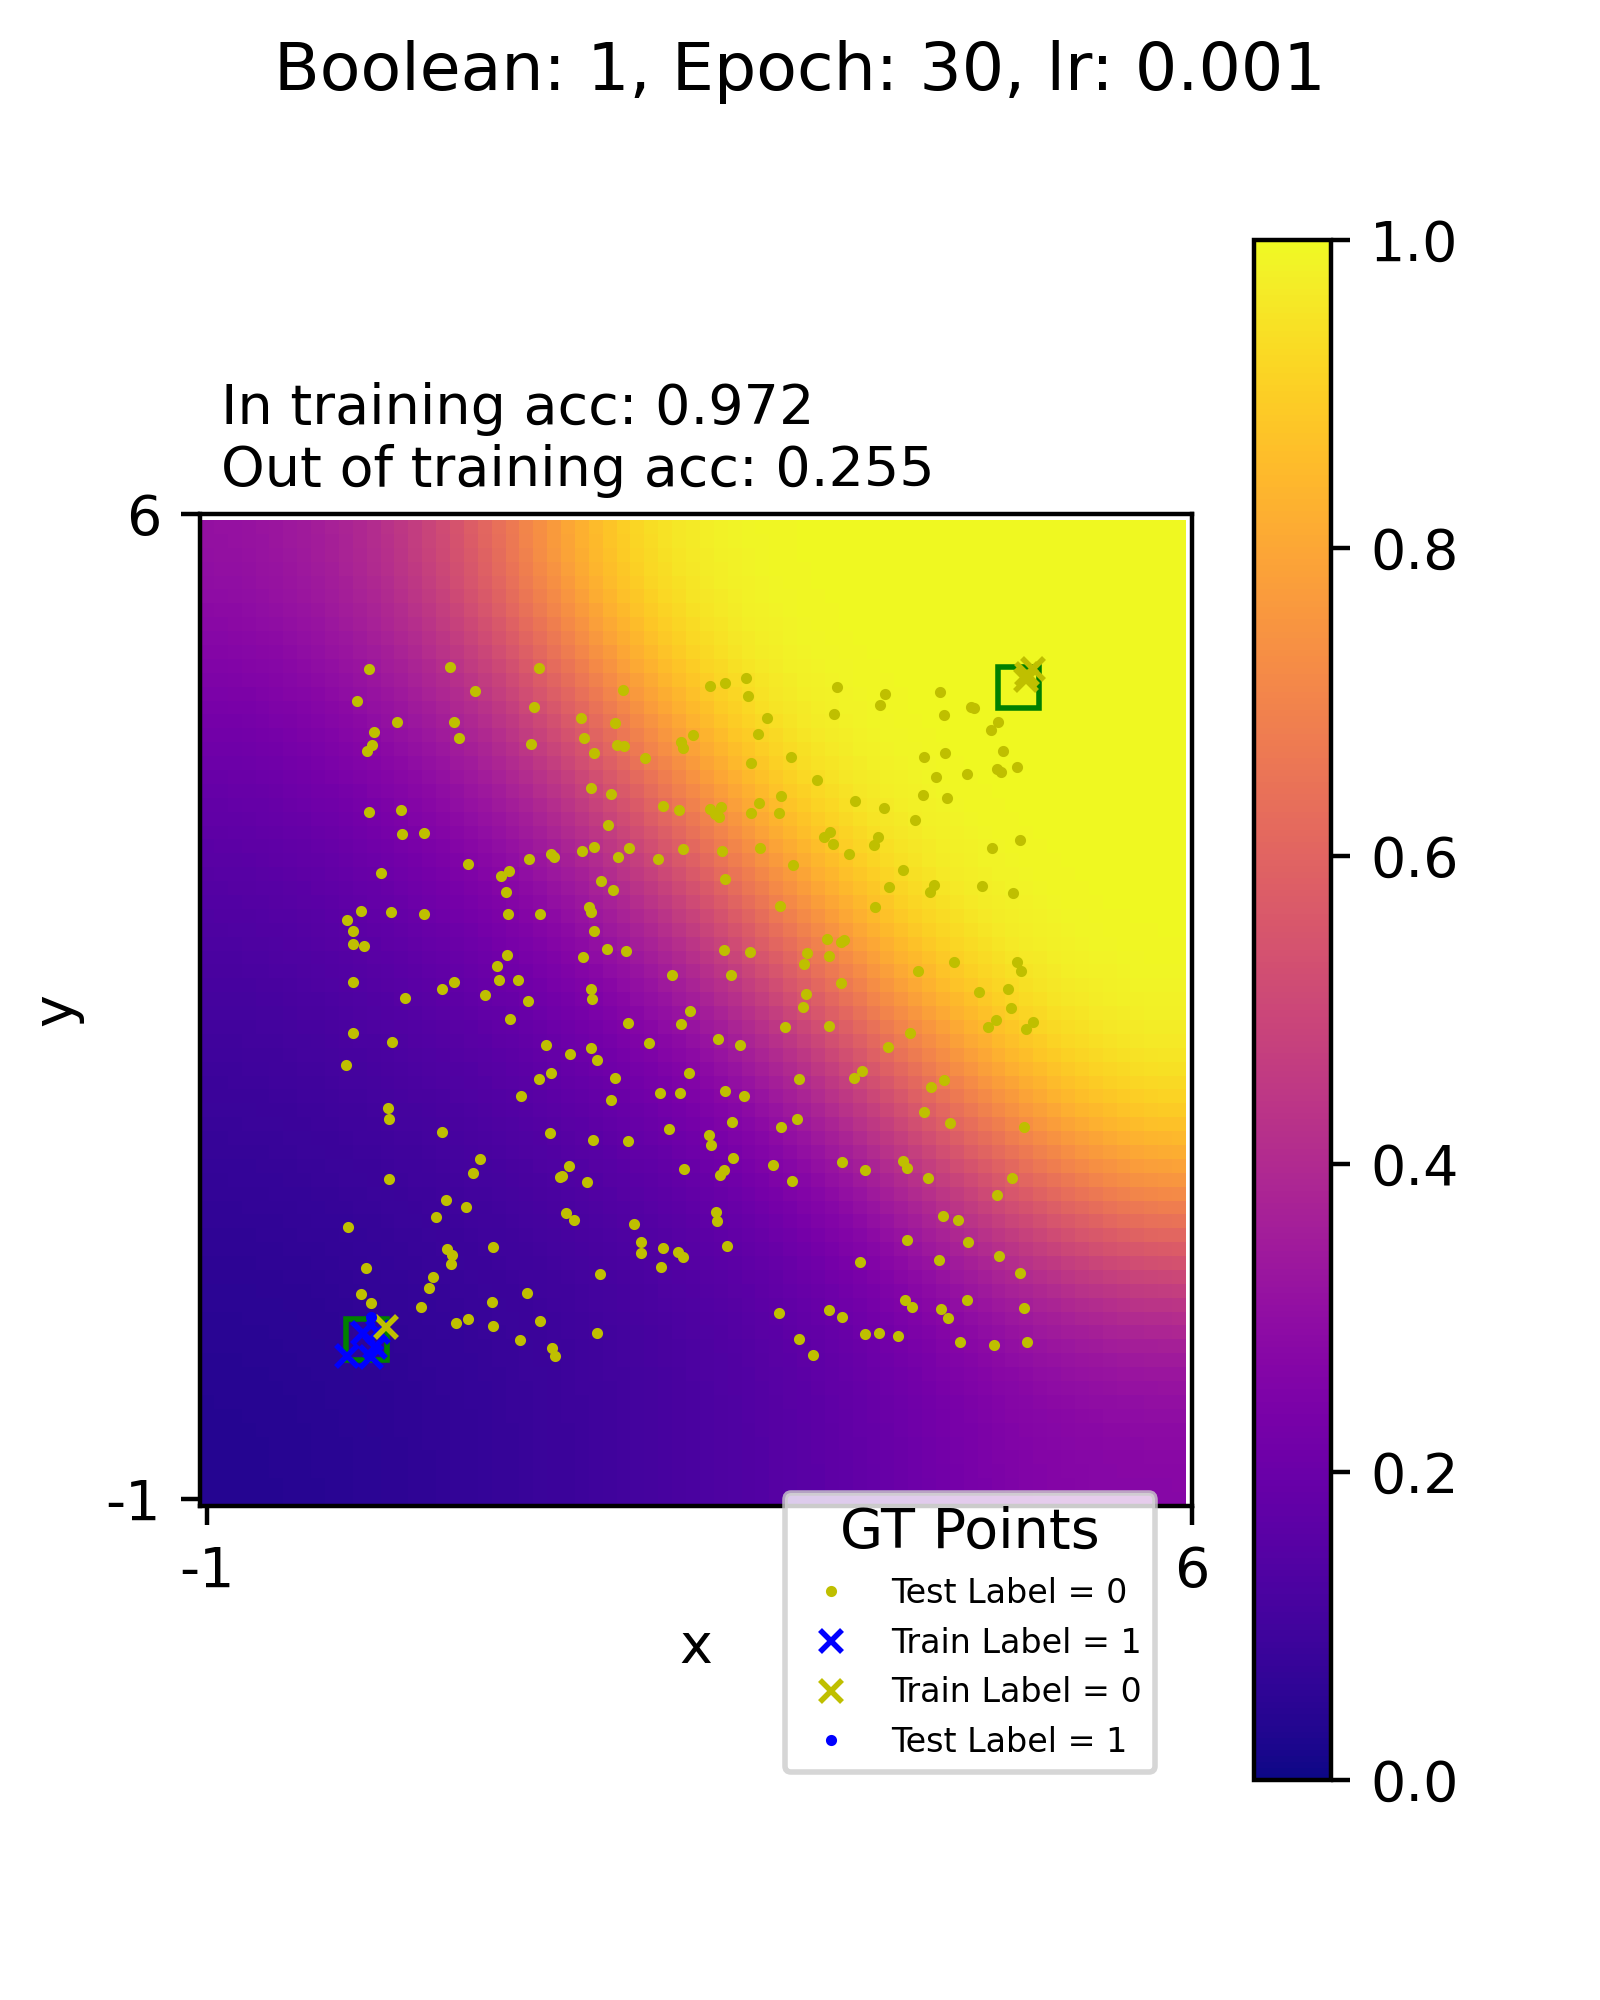 Boolean: 1, Epoch: 30, lr: 0.001
In training acc: 0.972
Out of training acc: 0.255
6
y
-1
-1
6
x
GT Points
Test Label = 0
Train Label = 1
Train Label = 0
Test Label = 1
1.0
0.8
0.6
0.4
0.2
0.0